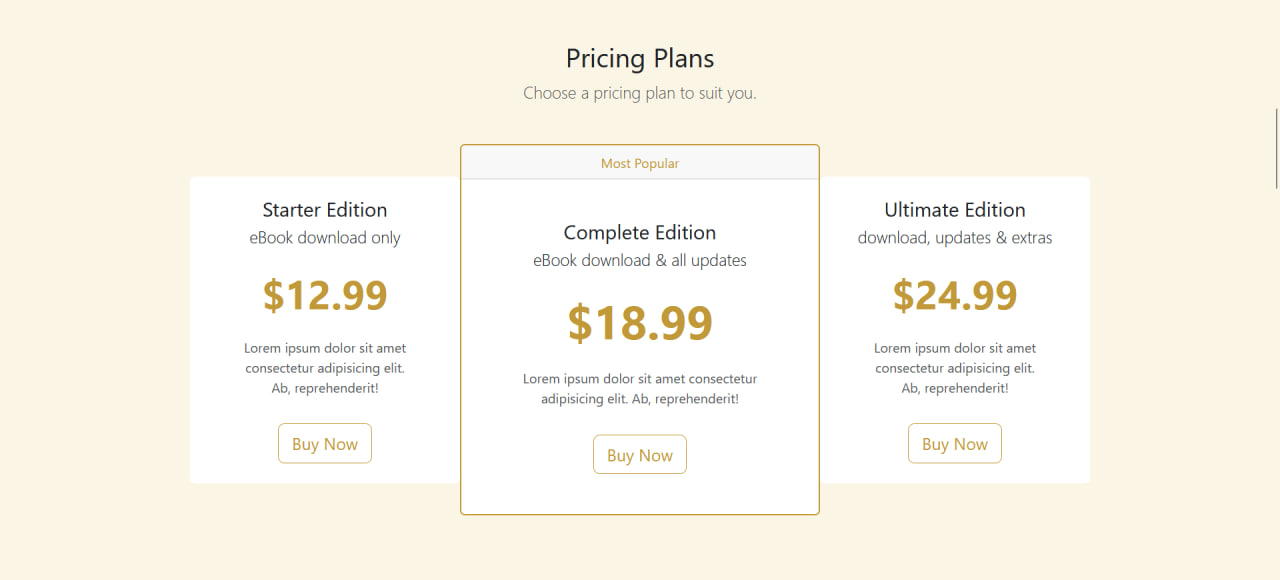 Pricing Plans
Choose a pricing plan to suit you.
Starter Edition
eBook download only
$12.99
Lorem ipsum dolor sit amet
consectetur adipisicing elit.
Ab, reprehenderit!
Buy Now
Most Popular
Complete Edition
eBook download & all updates
$18.99
Lorem ipsum dolor sit amet consectetur
adipisicing elit. Ab, reprehenderit!
Buy Now
Ultimate Edition
download, updates & extras
$24.99
Lorem ipsum dolor sit amet
consectetur adipisicing elit.
Ab, reprehenderit!
Buy Now